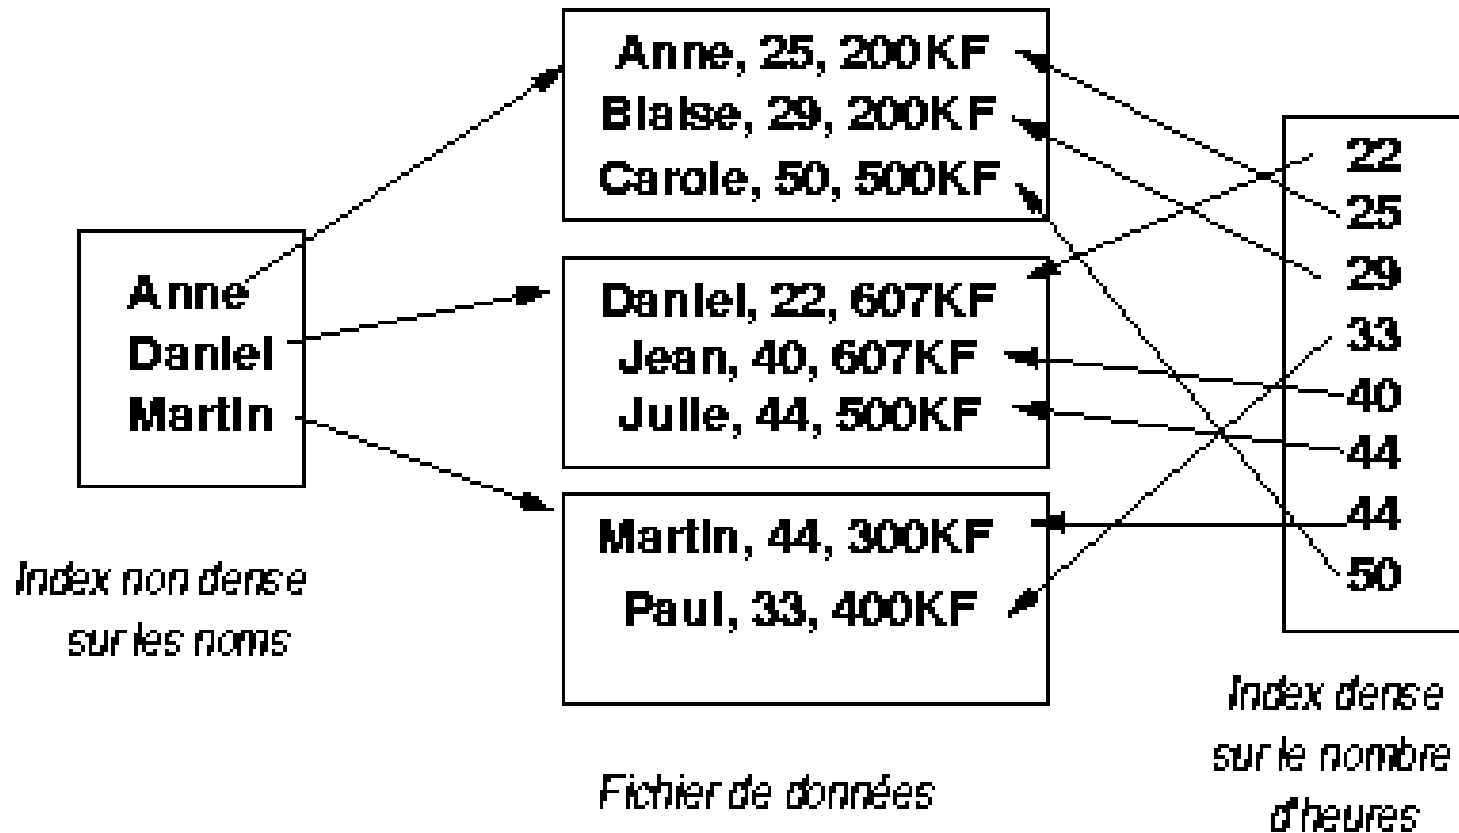 Anne
Daniel
Martin
Index non dense
sur les noms
Anne, 25, 200KF
Blaise, 29, 200KF
Carole, 50, 500KF
Daniel, 22, 607KF
Jean, 40, 607KF
Julie, 44, 500KF
Martin, 44, 300KF
Paul, 33, 400KF
Fichier de données
22
25
29
33
40
44
44
50
Index dense
sur le nombre
d'heures